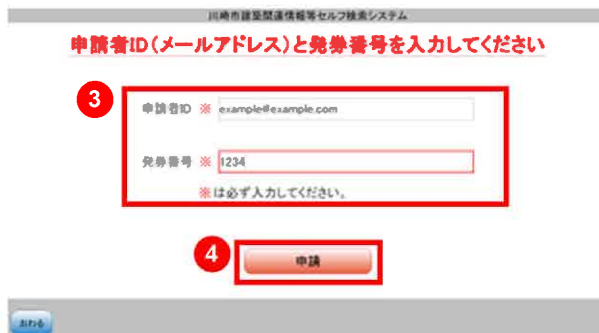 川崎市建築関連情報等セルフ検索システム
申請者ID(メールアドレス)と発券番号を入力してください
3
申請者ID ※ example@example.com
発券番号 ※ 1234
※は必ず入力してください。
4
申請
おわる